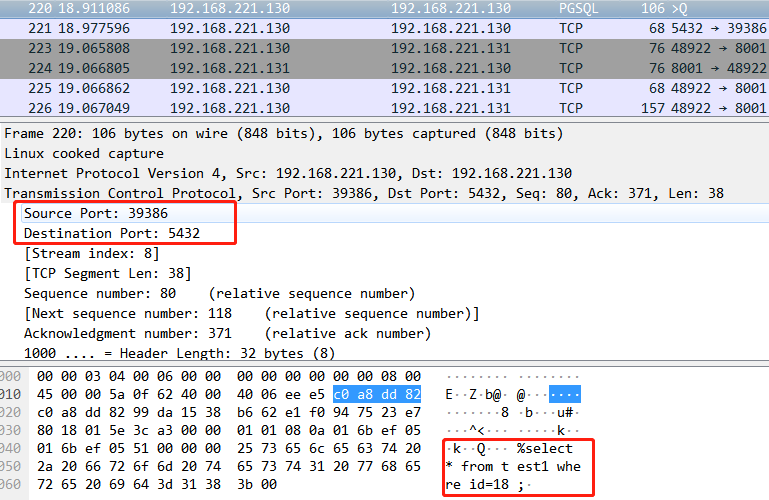 220 18.911086 192.168.221.130 192.168.221.130 PGSQL 106 >Q
221 18.977596 192.168.221.130 192.168.221.130 TCP 68 5432 → 39386
223 19.065808 192.168.221.130 192.168.221.131 TCP 76 48922 → 8001
224 19.066805 192.168.221.131 192.168.221.130 TCP 76 8001 → 48922
225 19.066862 192.168.221.130 192.168.221.131 TCP 68 48922 → 8001
226 19.067049 192.168.221.130 192.168.221.131 TCP 157 48922 → 8001
Frame 220: 106 bytes on wire (848 bits), 106 bytes captured (848 bits)
Linux cooked capture
Internet Protocol Version 4, Src: 192.168.221.130, Dst: 192.168.221.130
Transmission Control Protocol, Src Port: 39386, Dst Port: 5432, Seq: 80, Ack: 371, Len: 38
Source Port: 39386
Destination Port: 5432
[Stream index: 8]
[TCP Segment Len: 38]
Sequence number: 80 (relative sequence number)
[Next sequence number: 118 (relative sequence number)]
Acknowledgment number: 371 (relative ack number)
1000 .... = Header Length: 32 bytes (8)
000 00 00 03 04 00 06 00 00 00 00 00 00 00 00 08 00 ········ ········
010 45 00 00 5a 0f 62 40 00 40 06 ee e5 c0 a8 dd 82 E··Z·b@· @·······
020 c0 a8 dd 82 99 da 15 38 b6 62 e1 f0 94 75 23 e7 ·······8 ·b···u#·
030 80 18 01 5e 3c a3 00 00 01 01 08 0a 01 6b ef 05 ···^<··· ·····k··
040 01 6b ef 05 51 00 00 00 25 73 65 6c 65 63 74 20 ·k··Q··· %select
050 2a 20 66 72 6f 6d 20 74 65 73 74 31 20 77 68 65 * from t est1 whe
060 72 65 20 69 64 3d 31 38 3b 00 re id=18 ;·